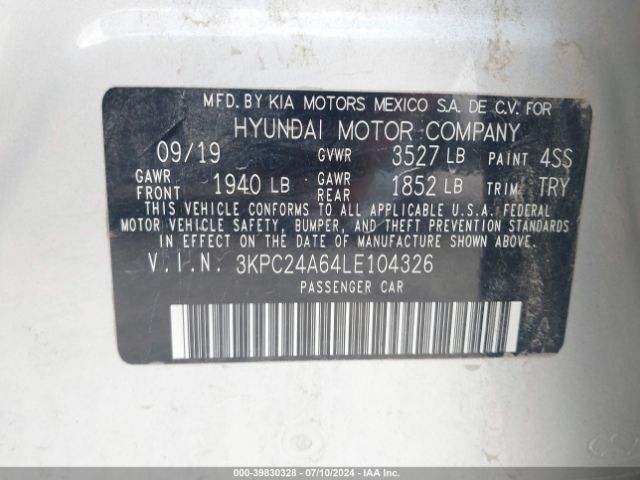 MFD. BY KIA MOTORS MEXICO S.A. DE C.V. FOR
HYUNDAI MOTOR COMPANY
09/19 GVWR 3527 LB PAINT 4SS
GAWR FRONT 1940 LB GAWR REAR 1852 LB TRIM TRY
THIS VEHICLE CONFORMS TO ALL APPLICABLE U.S.A. FEDERAL
MOTOR VEHICLE SAFETY, BUMPER, AND THEFT PREVENTION STANDARDS
IN EFFECT ON THE DATE OF MANUFACTURE SHOWN ABOVE.
V.I.N. 3KPC24A64LE104326
PASSENGER CAR
000-39830328 - 07/10/2024 - IAA Inc.